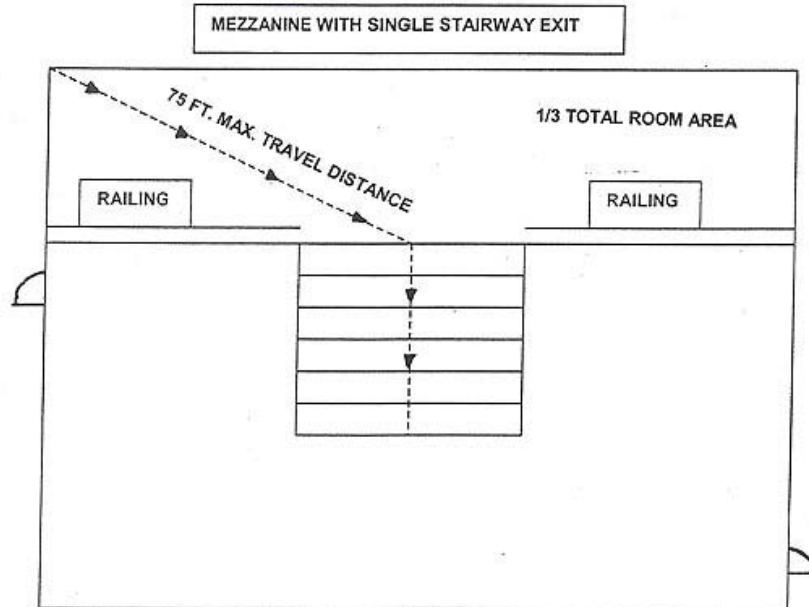 MEZZANINE WITH SINGLE STAIRWAY EXIT
75 FT. MAX. TRAVEL DISTANCE
1/3 TOTAL ROOM AREA
RAILING
RAILING